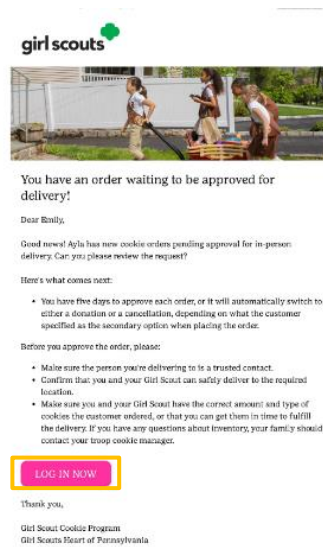 girl scouts
You have an order waiting to be approved for
delivery!
Dear Emily,
Good news! Ayla has new cookie orders pending approval for in-person
delivery. Can you please review the request?
Here's what comes next:
• You have five days to approve each order, or it will automatically switch to
either a donation or a cancellation, depending on what the customer
specified as the secondary option when placing the order.
Before you approve the order, please:
• Make sure the person you're delivering to is a trusted contact.
• Confirm that you and your Girl Scout can safely deliver to the required
location.
• Make sure you and your Girl Scout have the correct amount and type of
cookies the customer ordered, or that you can get them in time to fulfill
the delivery. If you have any questions about inventory, your family should
contact your troop cookie manager.
LOG IN NOW
Thank you,
Girl Scout Cookie Program
Girl Scouts Heart of Pennsylvania